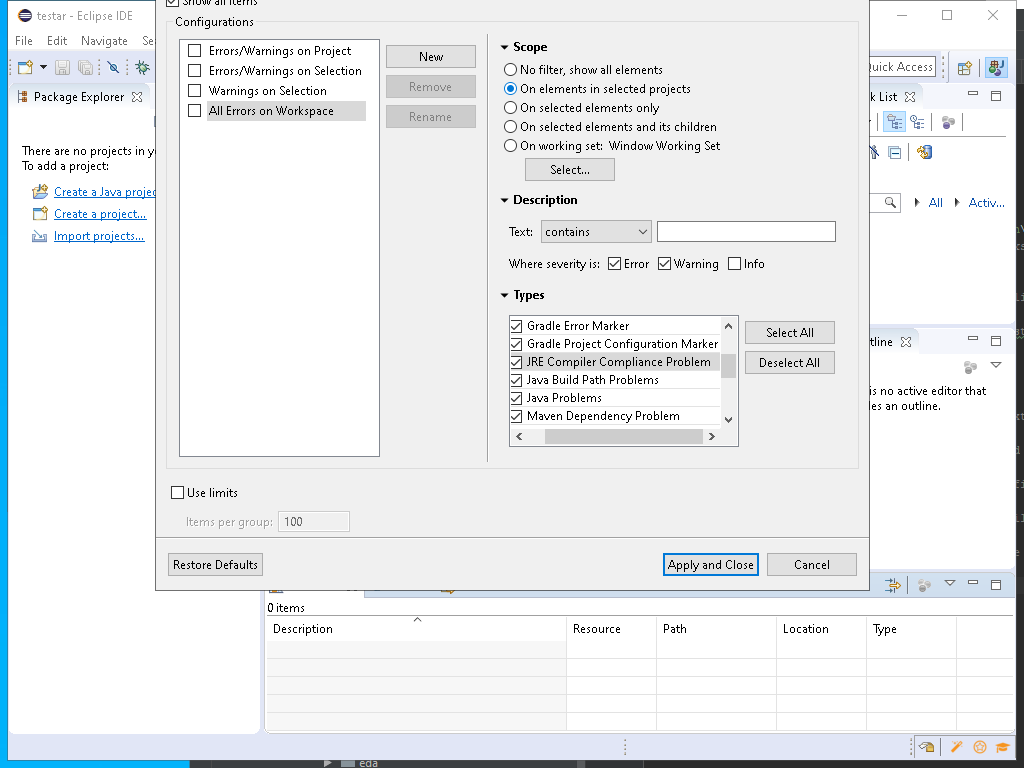 testar - Eclipse IDE
Show all items
File Edit Navigate Se
Configurations
Errors/Warnings on Project
Errors/Warnings on Selection
Warnings on Selection
All Errors on Workspace
New
Remove
Rename
Scope
No filter, show all elements
On elements in selected projects
On selected elements only
On selected elements and its children
On working set: Window Working Set
Select...
Description
Text: contains
Where severity is: Error Warning Info
Types
Gradle Error Marker
Gradle Project Configuration Marker
JRE Compiler Compliance Problem
Java Build Path Problems
Java Problems
Maven Dependency Problem
Select All
Deselect All
Use limits
Items per group: 100
Restore Defaults
Apply and Close
Cancel
Package Explorer
There are no projects in y
To add a project:
Create a Java projec
Create a project...
Import projects...
Quick Access
k List
All Activ...
tline
is no active editor that
es an outline.
0 items
Description Resource Path Location Type
eda